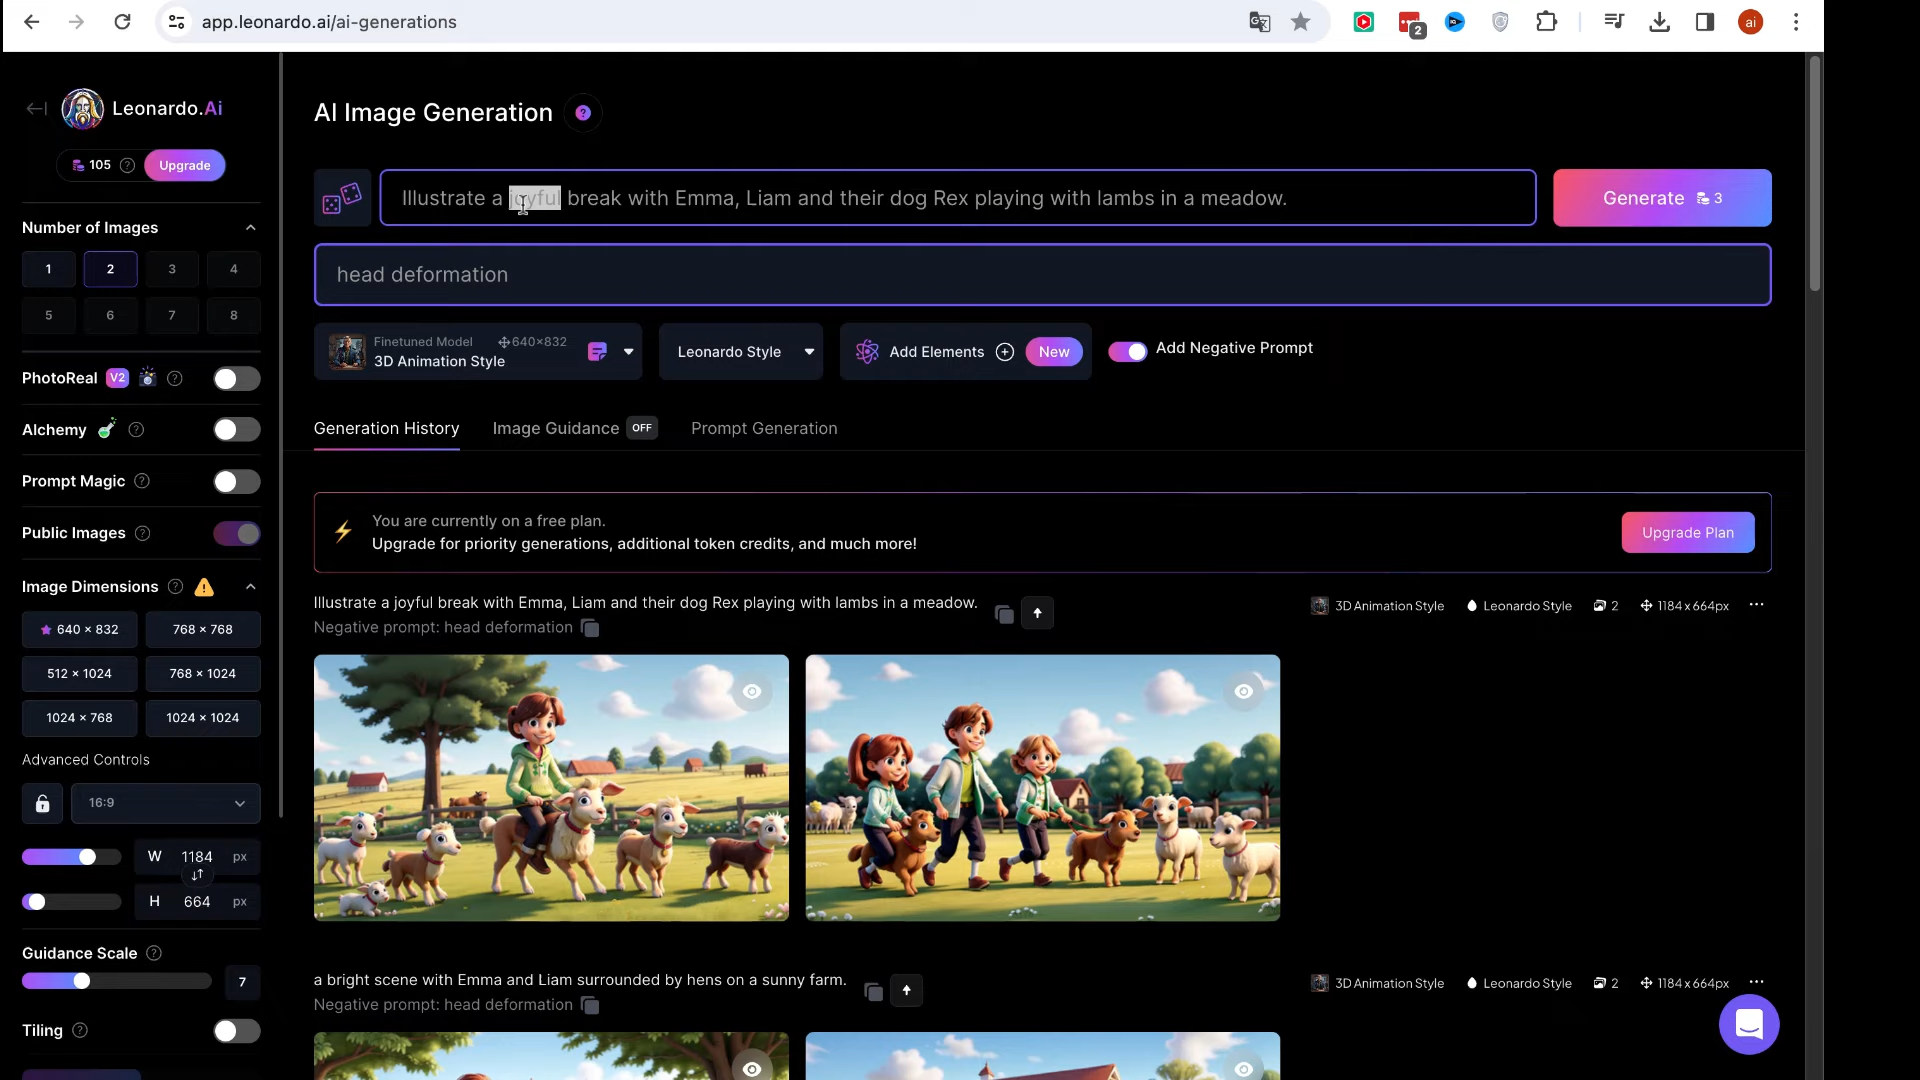 app.leonardo.ai/ai-generations
2
ai
Leonardo.Ai
105
Upgrade
Number of Images
1
2
3
4
5
6
7
8
PhotoReal V2
Alchemy
Prompt Magic
Public Images
Image Dimensions
640 × 832
768 × 768
512 × 1024
768 × 1024
1024 × 768
1024 × 1024
Advanced Controls
16:9
W 1184 px
H 664 px
Guidance Scale
7
Tiling
AI Image Generation ?
Illustrate a joyful break with Emma, Liam and their dog Rex playing with lambs in a meadow.
Generate 3
head deformation
Finetuned Model 640×832
3D Animation Style
Leonardo Style
Add Elements New
Add Negative Prompt
Generation History
Image Guidance OFF
Prompt Generation
You are currently on a free plan.
Upgrade for priority generations, additional token credits, and much more!
Upgrade Plan
Illustrate a joyful break with Emma, Liam and their dog Rex playing with lambs in a meadow.
Negative prompt: head deformation
3D Animation Style Leonardo Style 2 1184 x 664px
a bright scene with Emma and Liam surrounded by hens on a sunny farm.
Negative prompt: head deformation
3D Animation Style Leonardo Style 2 1184 x 664px